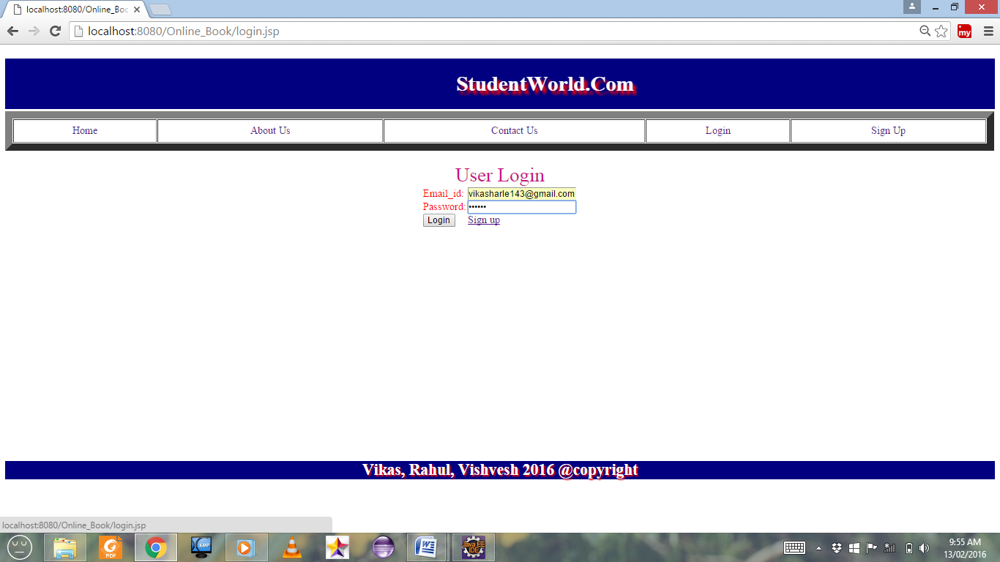 localhost:8080/Online_Boo
localhost:8080/Online_Book/login.jsp
my
StudentWorld.Com
Home About Us Contact Us Login Sign Up
User Login
Email_id: vikasharle143@gmail.com
Password: ••••••
Login Sign up
Vikas, Rahul, Vishvesh 2016 @copyright
localhost:8080/Online_Book/login.jsp
PDF
KMP
Java EE
IDE
9:55 AM
13/02/2016